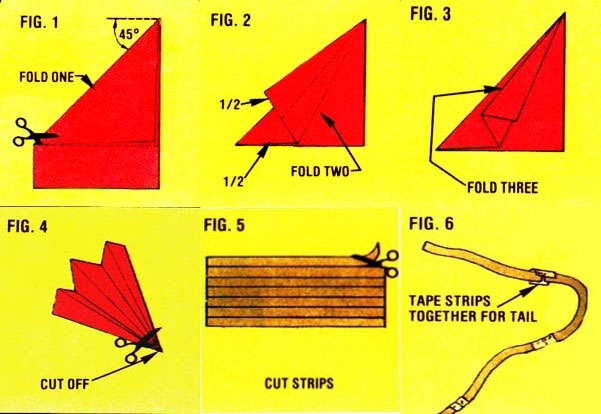 FIG. 1
45°
FOLD ONE
FIG. 2
1/2
1/2
FOLD TWO
FIG. 3
FOLD THREE
FIG. 4
CUT OFF
FIG. 5
CUT STRIPS
FIG. 6
TAPE STRIPS
TOGETHER FOR TAIL